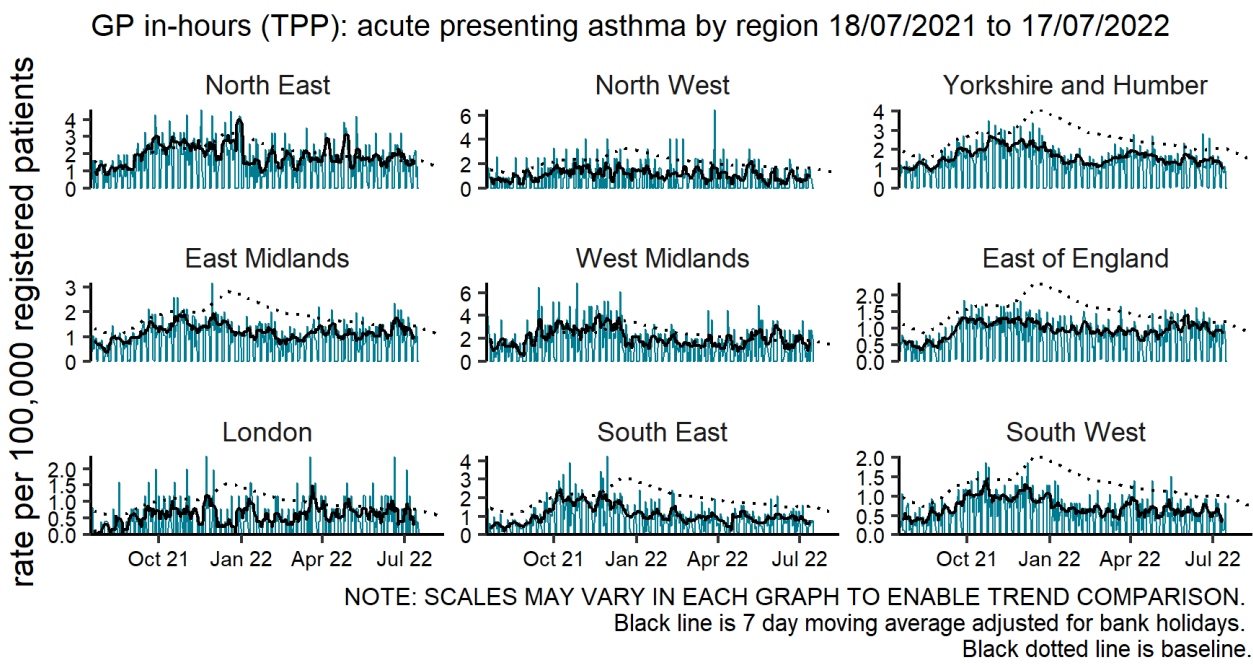 GP in-hours (TPP): acute presenting asthma by region 18/07/2021 to 17/07/2022
rate per 100,000 registered patients
North East
4
3
2
1
0
North West
6
4
2
0
Yorkshire and Humber
4
3
2
1
0
East Midlands
3
2
1
0
West Midlands
6
4
2
0
East of England
2.0
1.5
1.0
0.5
0.0
London
2.0
1.5
1.0
0.5
0.0
Oct 21 Jan 22 Apr 22 Jul 22
South East
4
3
2
1
0
Oct 21 Jan 22 Apr 22 Jul 22
South West
2.0
1.5
1.0
0.5
0.0
Oct 21 Jan 22 Apr 22 Jul 22
NOTE: SCALES MAY VARY IN EACH GRAPH TO ENABLE TREND COMPARISON.
Black line is 7 day moving average adjusted for bank holidays.
Black dotted line is baseline.